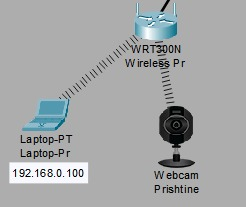 WRT300N
Wireless Pr
Laptop-PT
Laptop-Pr
192.168.0.100
Webcam
Prishtine